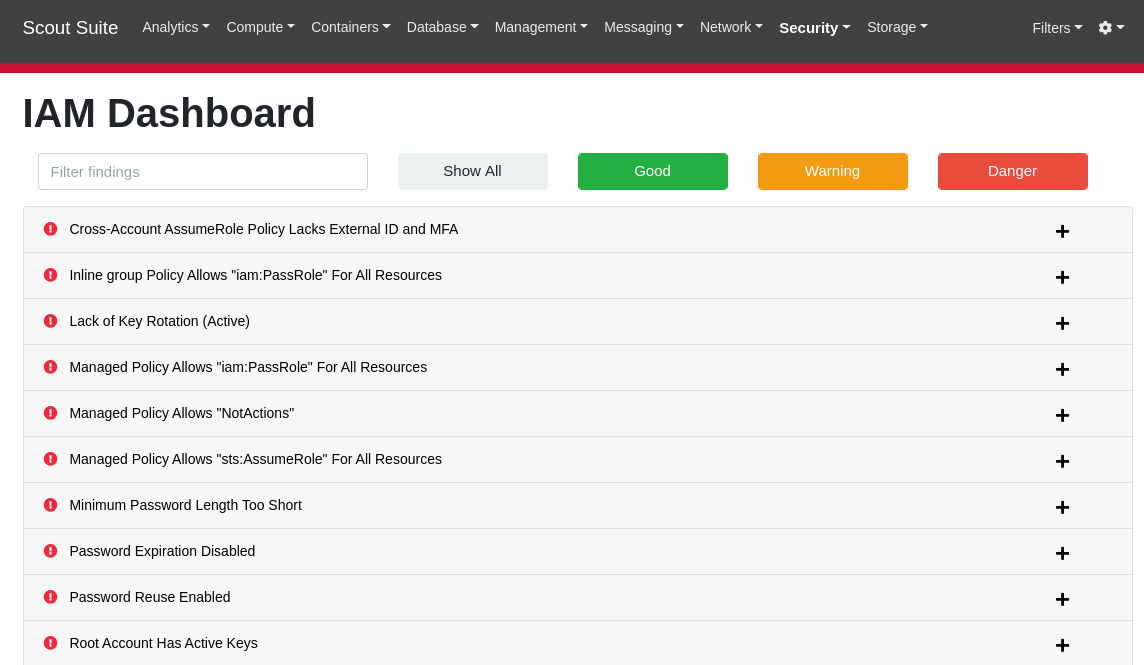 Scout Suite Analytics Compute Containers Database Management Messaging Network Security Storage Filters
IAM Dashboard
Filter findings Show All Good Warning Danger
Cross-Account AssumeRole Policy Lacks External ID and MFA
Inline group Policy Allows "iam:PassRole" For All Resources
Lack of Key Rotation (Active)
Managed Policy Allows "iam:PassRole" For All Resources
Managed Policy Allows "NotActions"
Managed Policy Allows "sts:AssumeRole" For All Resources
Minimum Password Length Too Short
Password Expiration Disabled
Password Reuse Enabled
Root Account Has Active Keys